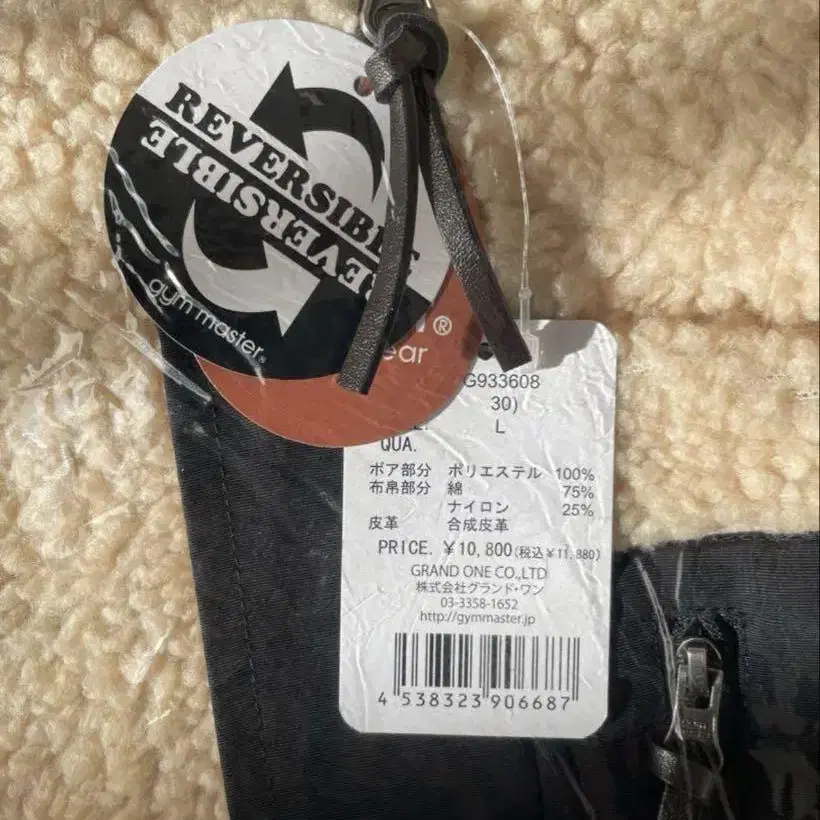 REVERSIBLE
REVERSIBLE
gym master®
®
ear
G933608
30)
L
QUA.
ボア部分 ポリエステル 100%
布帛部分 綿 75%
ナイロン 25%
皮革 合成皮革
PRICE. ¥10,800(税込¥11,880)
GRAND ONE CO.,LTD
株式会社グランド・ワン
03-3358-1652
http://gymmaster.jp
4 538323 906687